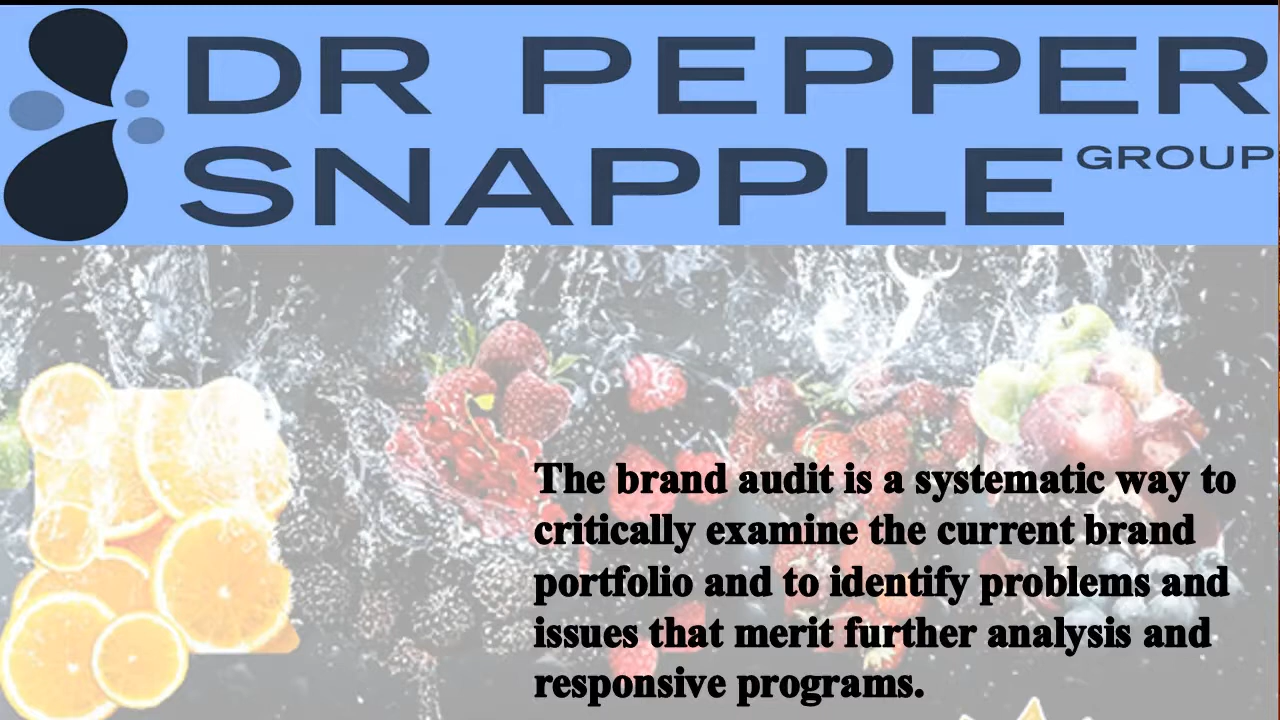 DR PEPPER
SNAPPLE GROUP
The brand audit is a systematic way to
critically examine the current brand
portfolio and to identify problems and
issues that merit further analysis and
responsive programs.